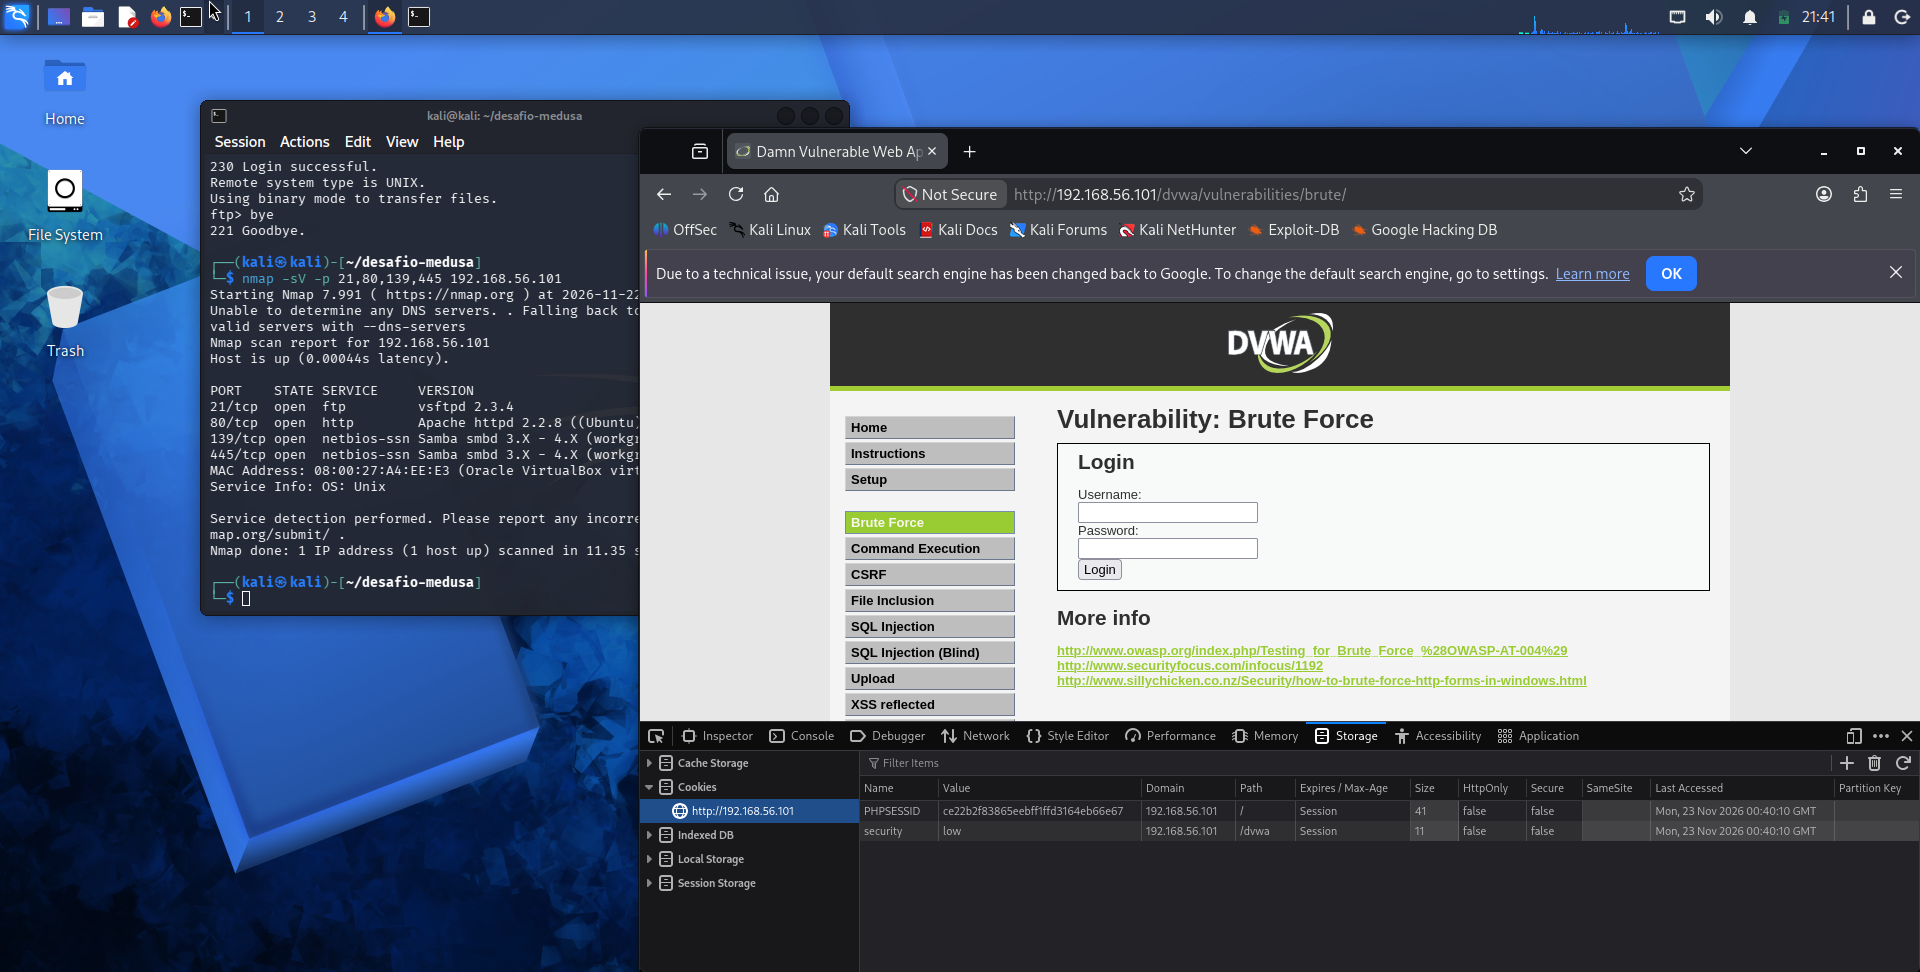 1 2 3 4
21:41
Home
File System
Trash
kali@kali: ~/desafio-medusa
Session Actions Edit View Help
230 Login successful.
Remote system type is UNIX.
Using binary mode to transfer files.
ftp> bye
221 Goodbye.
┌──(kali㉿kali)-[~/desafio-medusa]
└─$ nmap -sV -p 21,80,139,445 192.168.56.101
Starting Nmap 7.991 ( https://nmap.org ) at 2026-11-22
Unable to determine any DNS servers. . Falling back to
valid servers with --dns-servers
Nmap scan report for 192.168.56.101
Host is up (0.00044s latency).
PORT STATE SERVICE VERSION
21/tcp open ftp vsftpd 2.3.4
80/tcp open http Apache httpd 2.2.8 ((Ubuntu)
139/tcp open netbios-ssn Samba smbd 3.X - 4.X (workgr
445/tcp open netbios-ssn Samba smbd 3.X - 4.X (workgr
MAC Address: 08:00:27:A4:EE:E3 (Oracle VirtualBox virt
Service Info: OS: Unix
Service detection performed. Please report any incorre
map.org/submit/ .
Nmap done: 1 IP address (1 host up) scanned in 11.35 s
┌──(kali㉿kali)-[~/desafio-medusa]
└─$
Damn Vulnerable Web Ap
Not Secure http://192.168.56.101/dvwa/vulnerabilities/brute/
OffSec Kali Linux Kali Tools Kali Docs Kali Forums Kali NetHunter Exploit-DB Google Hacking DB
Due to a technical issue, your default search engine has been changed back to Google. To change the default search engine, go to settings. Learn more OK
DVWA
Home
Instructions
Setup
Brute Force
Command Execution
CSRF
File Inclusion
SQL Injection
SQL Injection (Blind)
Upload
XSS reflected
Vulnerability: Brute Force
Login
Username:
Password:
Login
More info
http://www.owasp.org/index.php/Testing_for_Brute_Force_%28OWASP-AT-004%29
http://www.securityfocus.com/infocus/1192
http://www.sillychicken.co.nz/Security/how-to-brute-force-http-forms-in-windows.html
Inspector Console Debugger Network Style Editor Performance Memory Storage Accessibility Application
Cache Storage
Cookies
http://192.168.56.101
Indexed DB
Local Storage
Session Storage
Filter Items
Name Value Domain Path Expires / Max-Age Size HttpOnly Secure SameSite Last Accessed Partition Key
PHPSESSID ce22b2f83865eebff1ffd3164eb66e67 192.168.56.101 / Session 41 false false Mon, 23 Nov 2026 00:40:10 GMT
security low 192.168.56.101 /dvwa Session 11 false false Mon, 23 Nov 2026 00:40:10 GMT